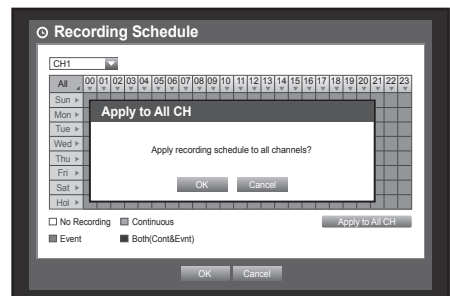 Recording Schedule
CH1
All 00 01 02 03 04 05 06 07 08 09 10 11 12 13 14 15 16 17 18 19 20 21 22 23
Sun
Mon
Tue
Wed
Thu
Fri
Sat
Hol
Apply to All CH
Apply recording schedule to all channels?
OK Cancel
No Recording Continuous Apply to All CH
Event Both(Cont&Evnt)
OK Cancel